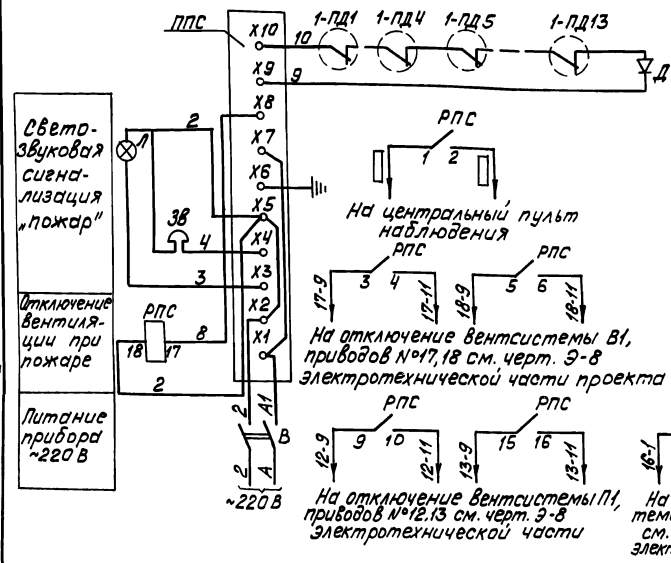 ППС
Х10
10
1-ПД1
1-ПД4
1-ПД5
1-ПД13
Х9
9
Д
Х8
Х7
Х6
Х5
Х4
Х3
Х2
Х1
Свето-
звуковая
сигна-
лизация
„пожар"
Л
2
ЗВ
4
3
Отключение
вентиля-
ции при
пожаре
РПС
18
17
8
2
Питание
прибора
~220 В
2
А1
В
2
А
~220 В
РПС
1
2
На центральный пульт
наблюдения
РПС
17-9
3
4
17-11
РПС
18-9
5
6
18-11
На отключение вентсистемы В1,
приводов №17,18 см. черт. Э-8
электротехнической части проекта
РПС
12-9
9
10
12-11
РПС
13-9
15
16
13-11
На отключение вентсистемы П1,
приводов №12.13 см. черт. Э-8
электротехнической части
16-1
На
тем
см.
элект